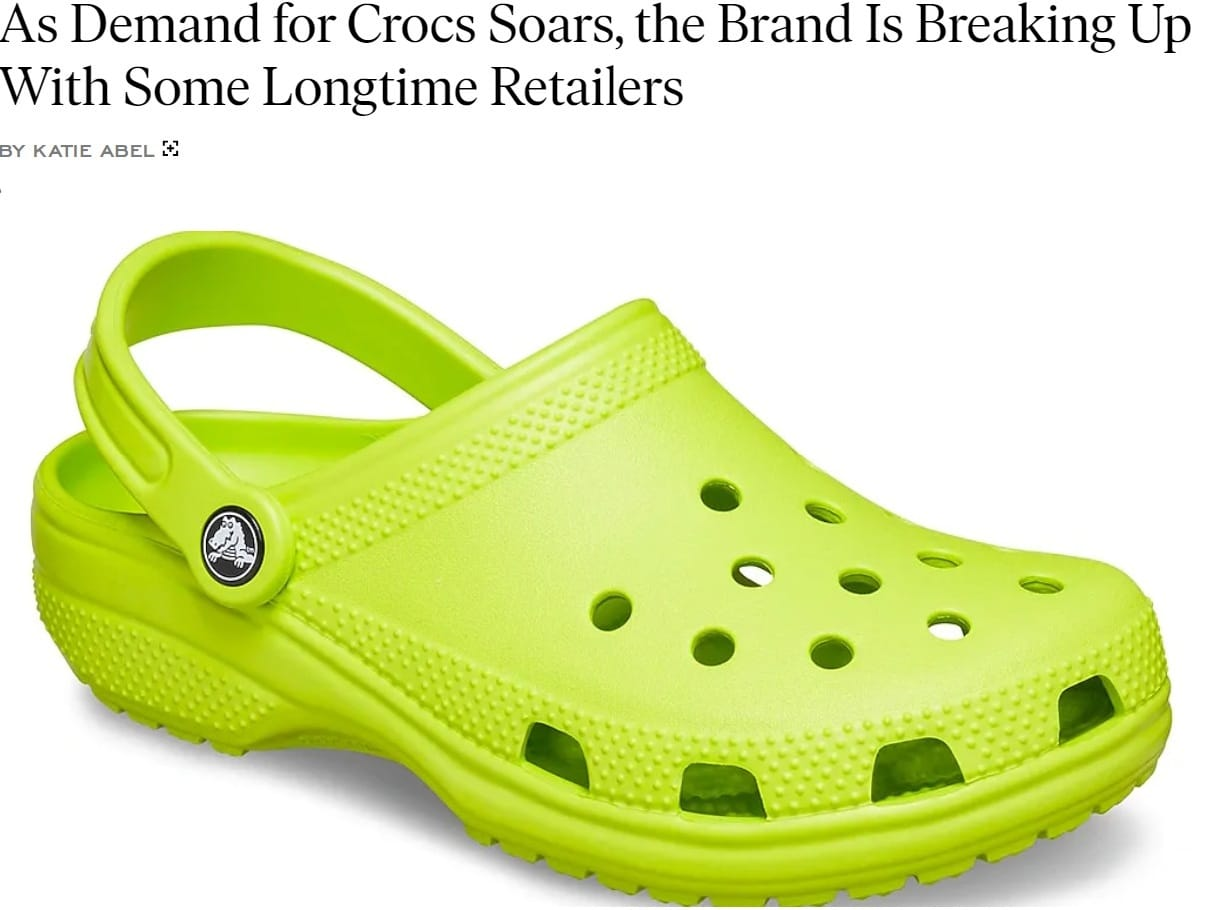 As Demand for Crocs Soars, the Brand Is Breaking Up
With Some Longtime Retailers
BY KATIE ABEL